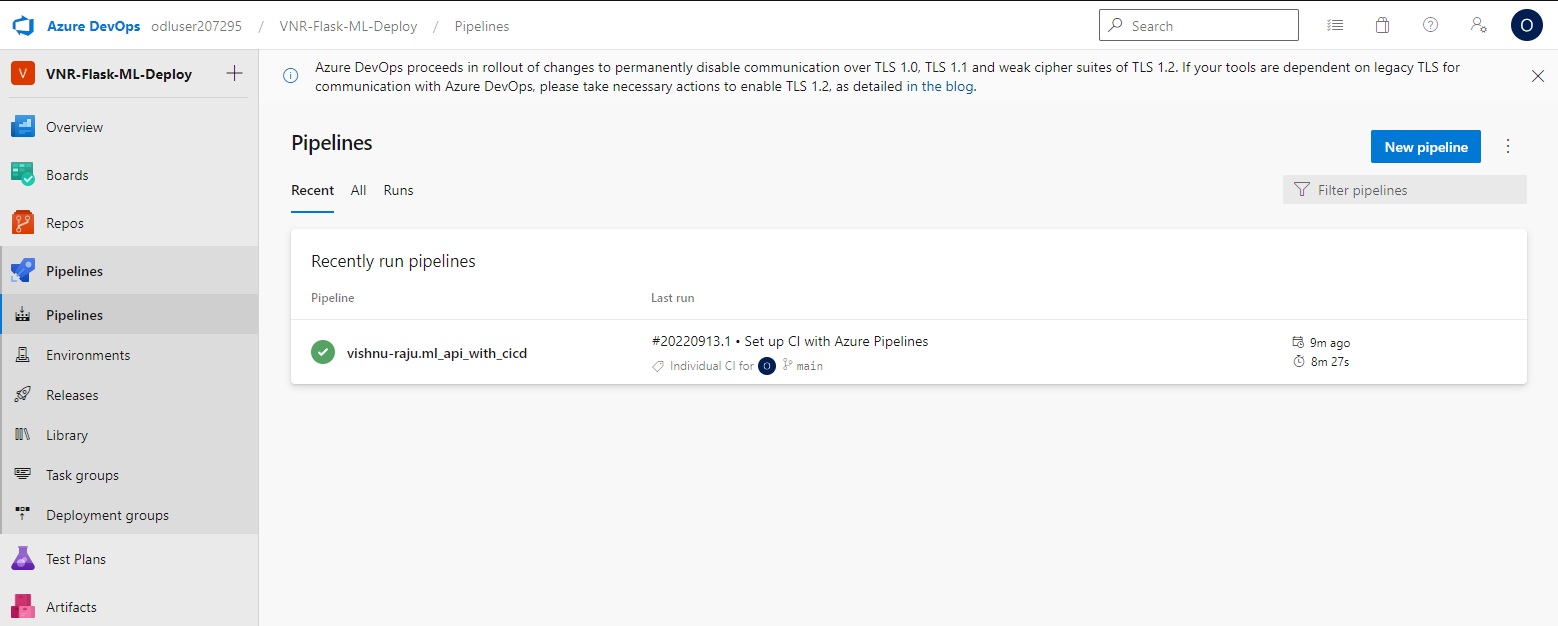 Azure DevOps odluser207295 / VNR-Flask-ML-Deploy / Pipelines
Search
O
V VNR-Flask-ML-Deploy
Overview
Boards
Repos
Pipelines
Pipelines
Environments
Releases
Library
Task groups
Deployment groups
Test Plans
Artifacts
Azure DevOps proceeds in rollout of changes to permanently disable communication over TLS 1.0, TLS 1.1 and weak cipher suites of TLS 1.2. If your tools are dependent on legacy TLS for
communication with Azure DevOps, please take necessary actions to enable TLS 1.2, as detailed in the blog.
Pipelines
New pipeline
Recent All Runs
Filter pipelines
Recently run pipelines
Pipeline Last run
vishnu-raju.ml_api_with_cicd
#20220913.1 • Set up CI with Azure Pipelines
Individual CI for O main
9m ago
8m 27s